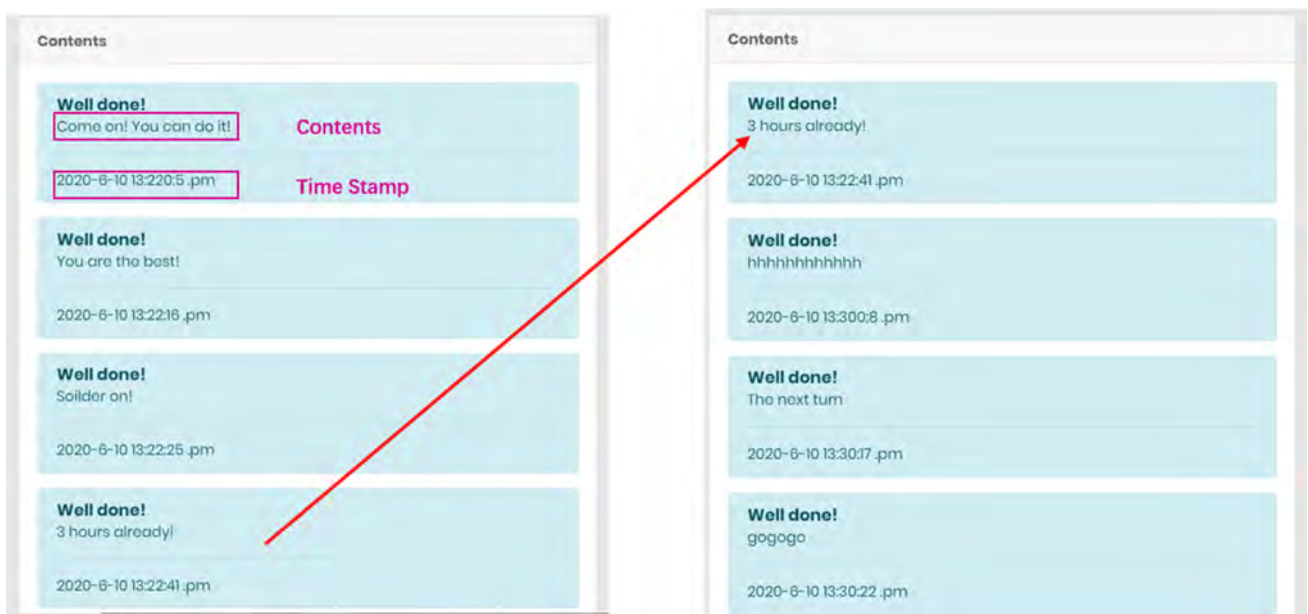 Contents
Well done!
Come on! You can do it!
Contents
2020-6-10 13:220:5 .pm
Time Stamp
Well done!
You are the best!
2020-6-10 13:22:16 .pm
Well done!
Soilder on!
2020-6-10 13:22:25 .pm
Well done!
3 hours already!
2020-6-10 13:22:41 .pm
Contents
Well done!
3 hours already!
2020-6-10 13:22:41 .pm
Well done!
hhhhhhhhhhhh
2020-6-10 13:300:8 .pm
Well done!
The next turn
2020-6-10 13:30:17 .pm
Well done!
gogogo
2020-6-10 13:30:22 .pm